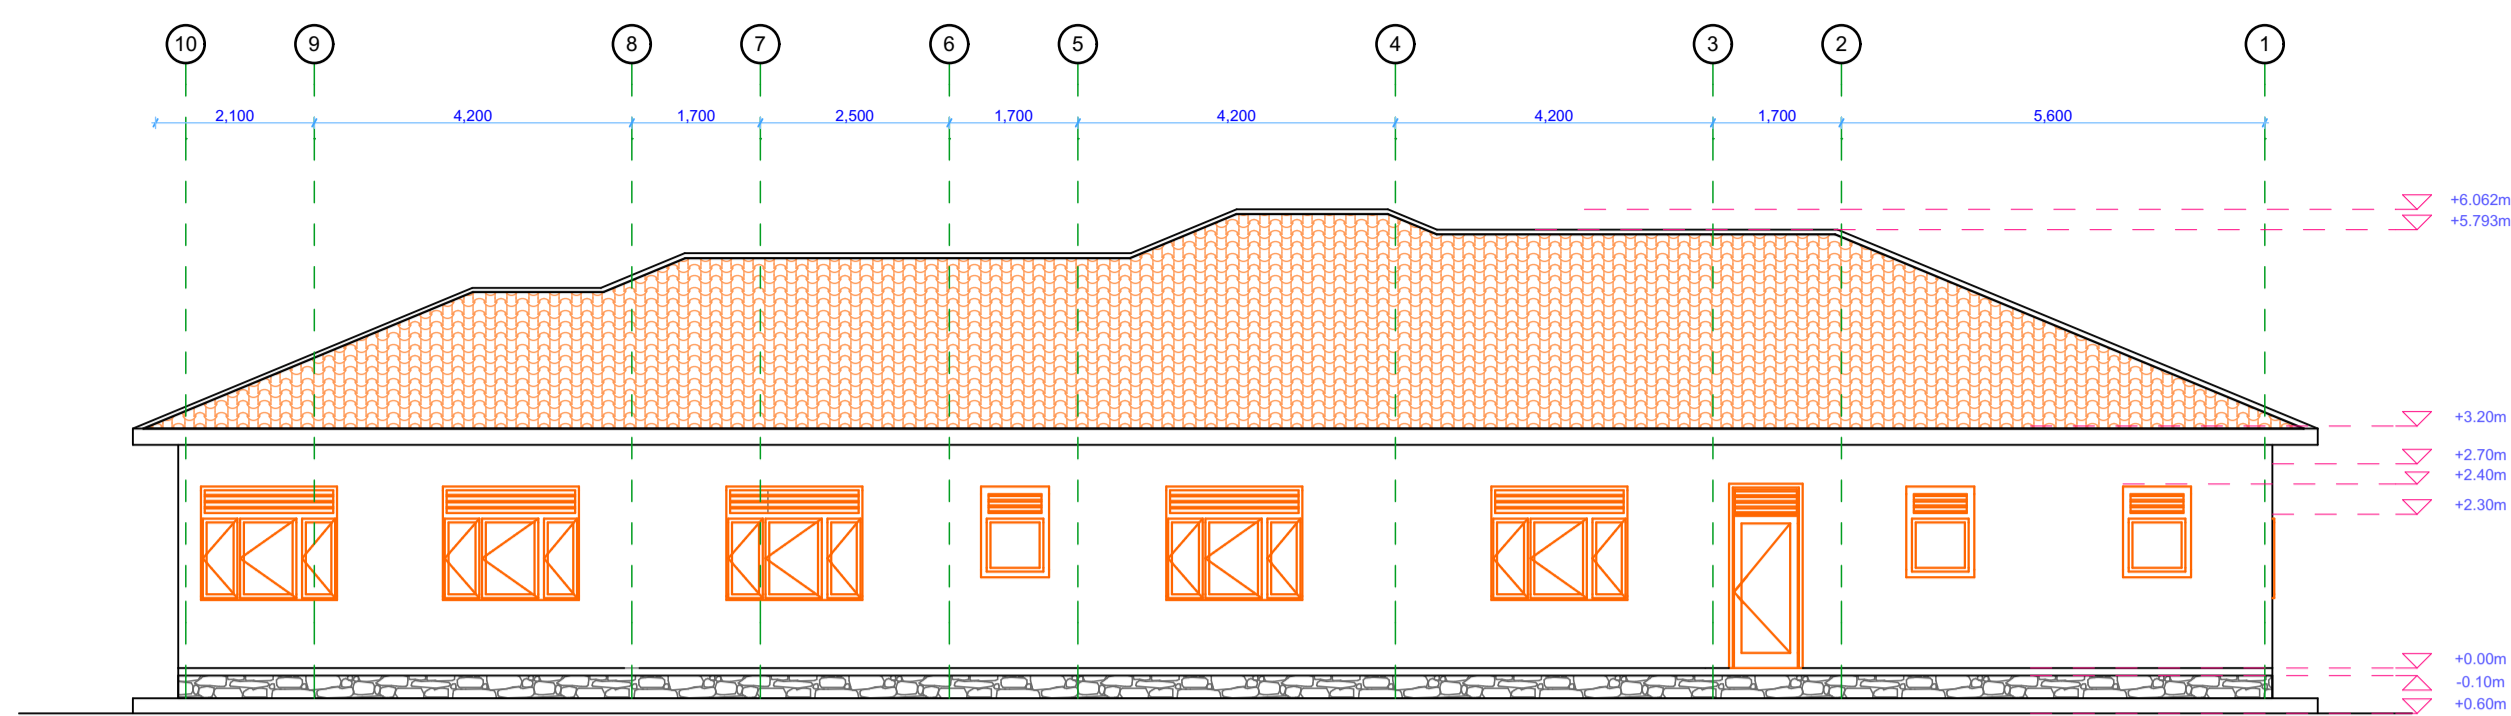 10 9 8 7 6 5 4 3 2 1
2,100 4,200 1,700 2,500 1,700 4,200 4,200 1,700 5,600
+6.062m
+5.793m
+3.20m
+2.70m
+2.40m
+2.30m
+0.00m
-0.10m
+0.60m